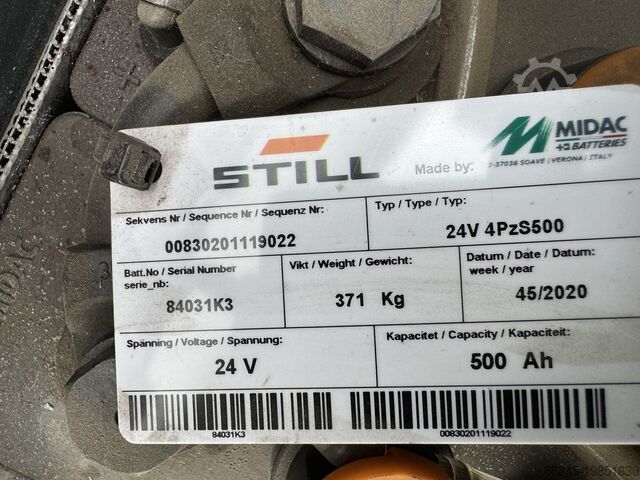 STILL
Made by:
MIDAC
BATTERIES
I-37038 SOAVE (VERONA) ITALY
Sekvens Nr / Sequence Nr / Sequenz Nr:
00830201119022
Typ / Type / Typ:
24V 4PzS500
Batt.No / Serial Number
serie_nb:
84031K3
Vikt / Weight / Gewicht:
371 Kg
Datum / Date / Datum:
week / year
45/2020
Spänning / Voltage / Spannung:
24 V
Kapacitet / Capacity / Kapaciteit:
500 Ah
84031K3
00830201119022